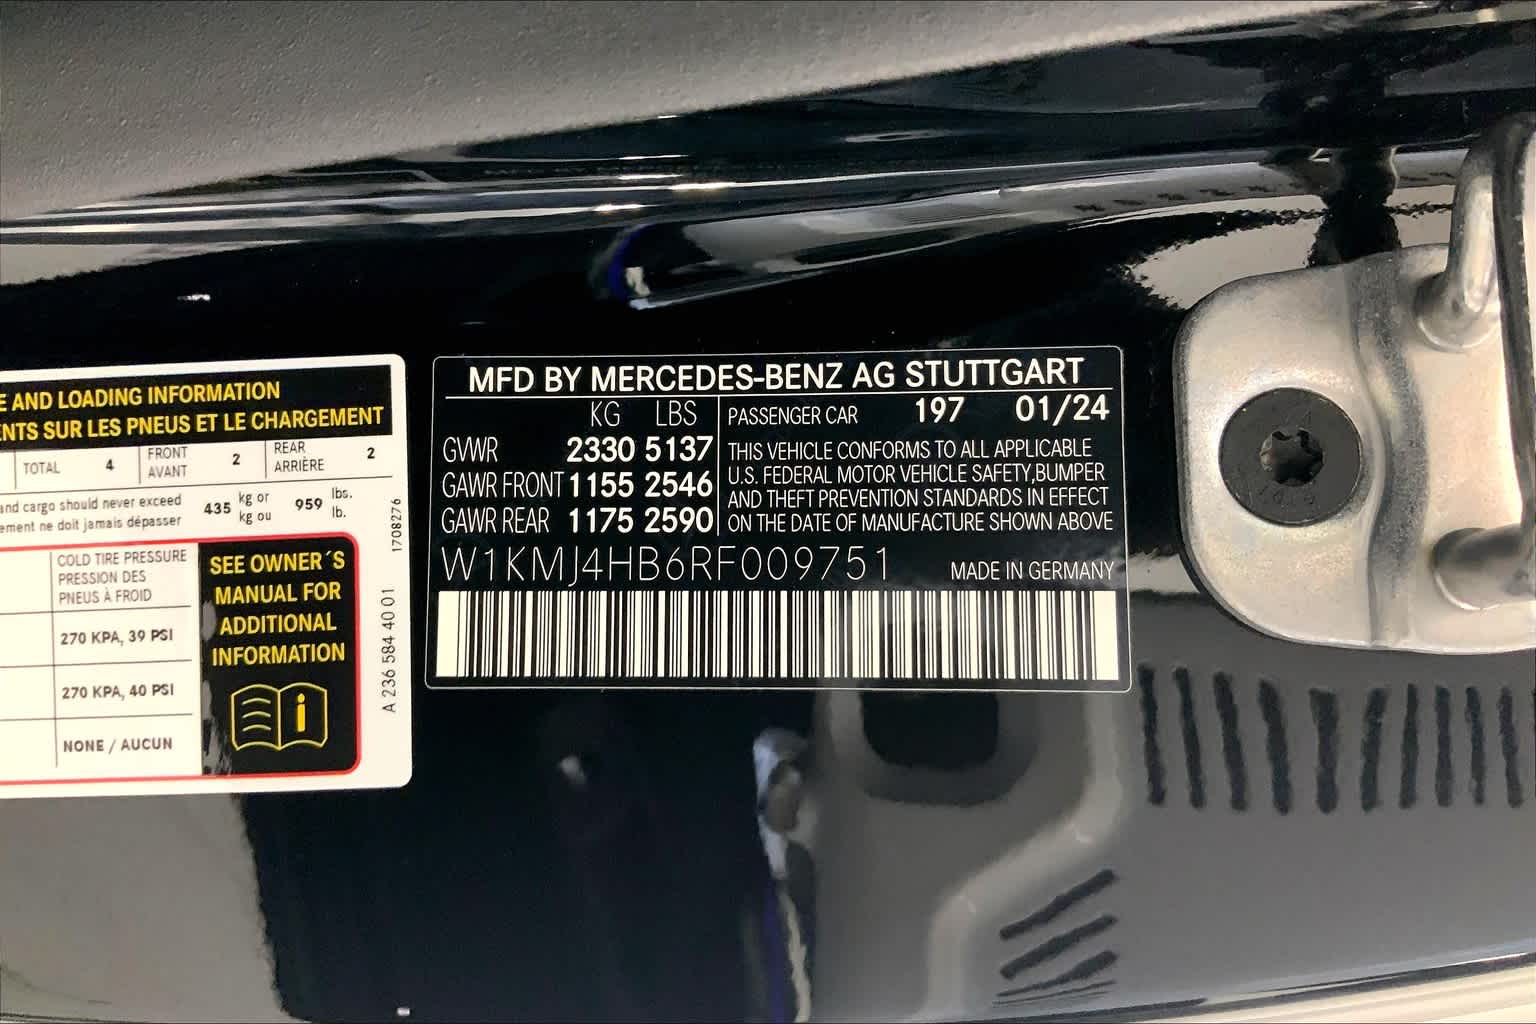 E AND LOADING INFORMATION
ENTS SUR LES PNEUS ET LE CHARGEMENT
TOTAL 4 FRONT AVANT 2 REAR ARRIÈRE 2
and cargo should never exceed 435 kg or 959 lbs.
ement ne doit jamais dépasser kg ou lb.
COLD TIRE PRESSURE
PRESSION DES
PNEUS À FROID
270 KPA, 39 PSI
270 KPA, 40 PSI
NONE / AUCUN
SEE OWNER´S
MANUAL FOR
ADDITIONAL
INFORMATION
i
1708276
A 236 584 40 01
MFD BY MERCEDES-BENZ AG STUTTGART
KG LBS
GVWR 2330 5137
GAWR FRONT 1155 2546
GAWR REAR 1175 2590
PASSENGER CAR 197 01/24
THIS VEHICLE CONFORMS TO ALL APPLICABLE
U.S. FEDERAL MOTOR VEHICLE SAFETY,BUMPER
AND THEFT PREVENTION STANDARDS IN EFFECT
ON THE DATE OF MANUFACTURE SHOWN ABOVE
W1KMJ4HB6RF009751
MADE IN GERMANY